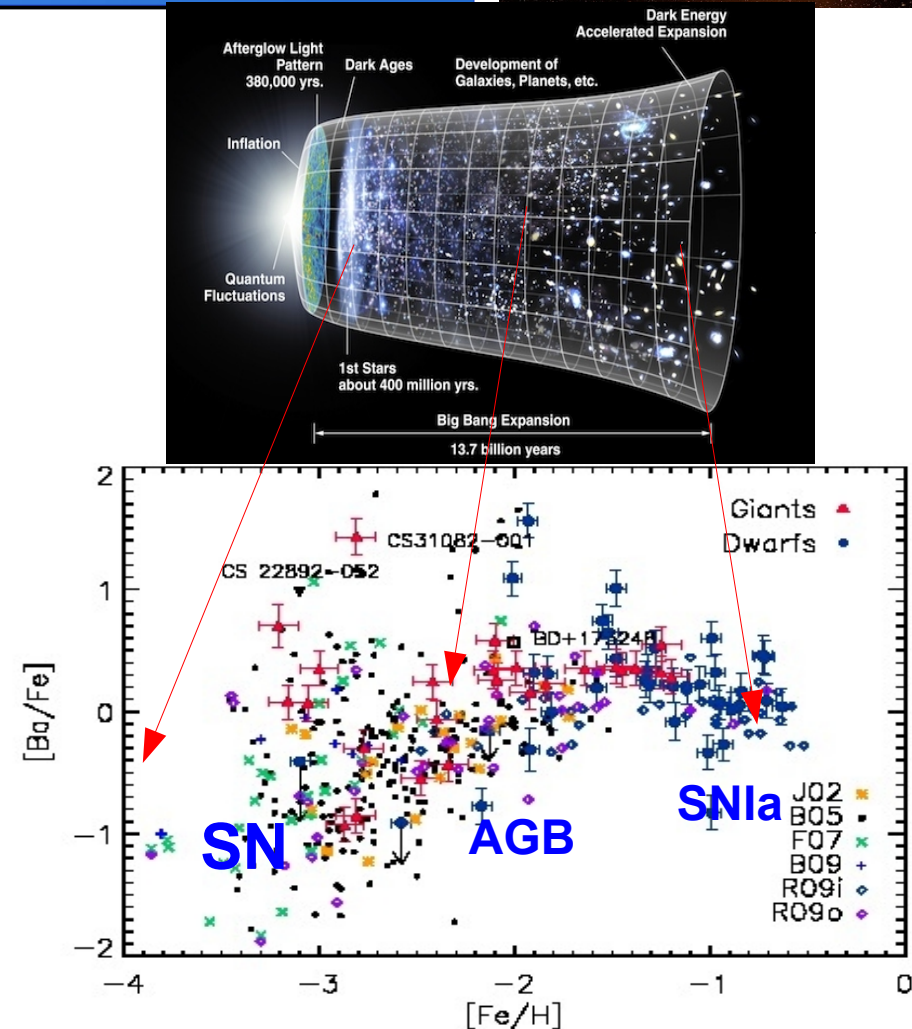 Dark Energy
Accelerated Expansion
Afterglow Light
Pattern
380,000 yrs.
Dark Ages
Development of
Galaxies, Planets, etc.
Inflation
Quantum
Fluctuations
1st Stars
about 400 million yrs.
Big Bang Expansion
13.7 billion years
2
1
0
-1
-2
[Ba/Fe]
Giants
Dwarfs
CS31082-001
CS 22892-052
SN
AGB
SNIa
J02
B05
F07
B09
R09i
R09o
-4
-3
-2
-1
0
[Fe/H]